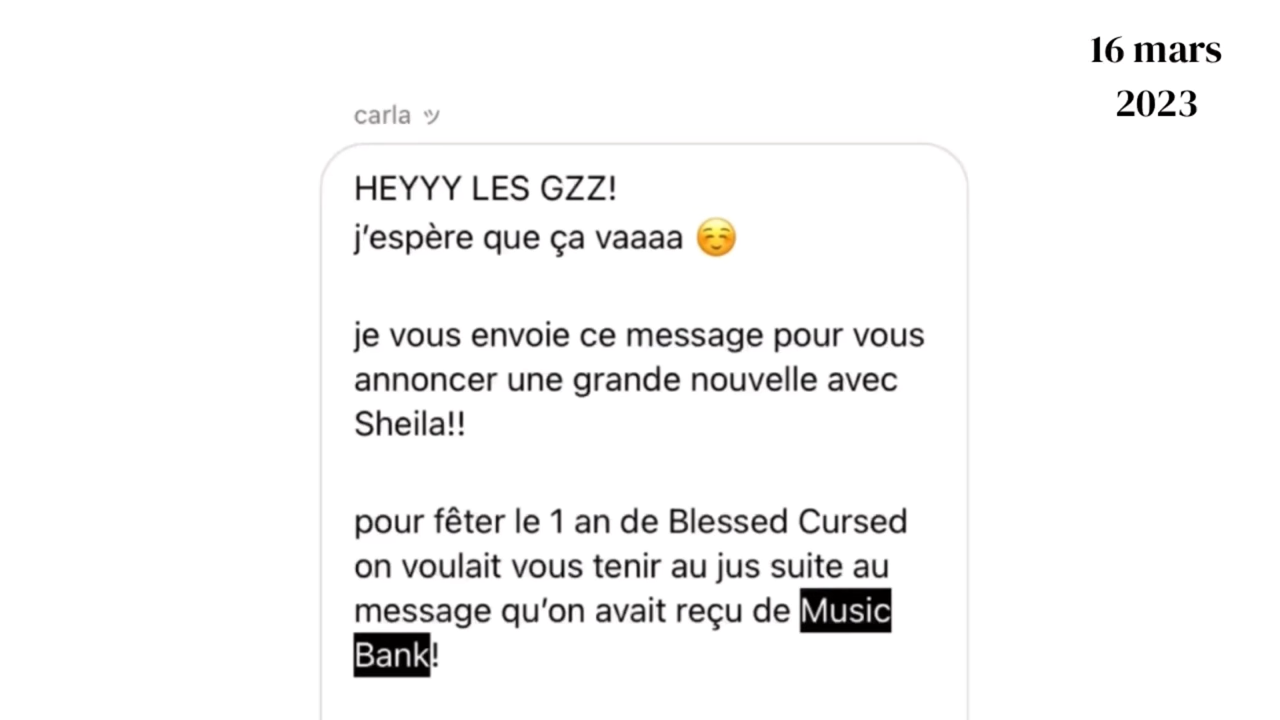 16 mars
2023
carla ッ
HEYYY LES GZZ!
j'espère que ça vaaaa ☺️
je vous envoie ce message pour vous
annoncer une grande nouvelle avec
Sheila!!
pour fêter le 1 an de Blessed Cursed
on voulait vous tenir au jus suite au
message qu'on avait reçu de Music
Bank!